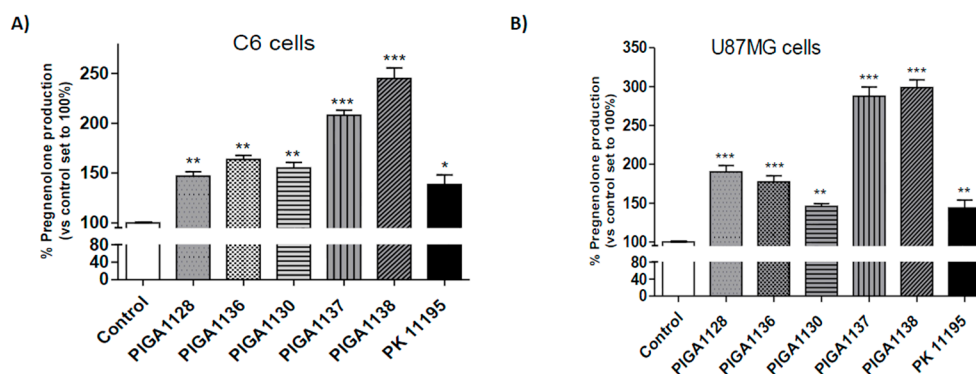 A)
C6 cells
% Pregnenolone production
(vs control set to 100%)
250
200
150
100
80
40
0
**
**
**
***
***
*
Control
PIGA1128
PIGA1136
PIGA1130
PIGA1137
PIGA1138
PK 11195
B)
U87MG cells
% Pregnenolone production
(vs control set to 100%)
350
300
250
200
150
100
80
60
40
20
0
***
***
**
***
***
**
Control
PIGA1128
PIGA1136
PIGA1130
PIGA1137
PIGA1138
PK 11195